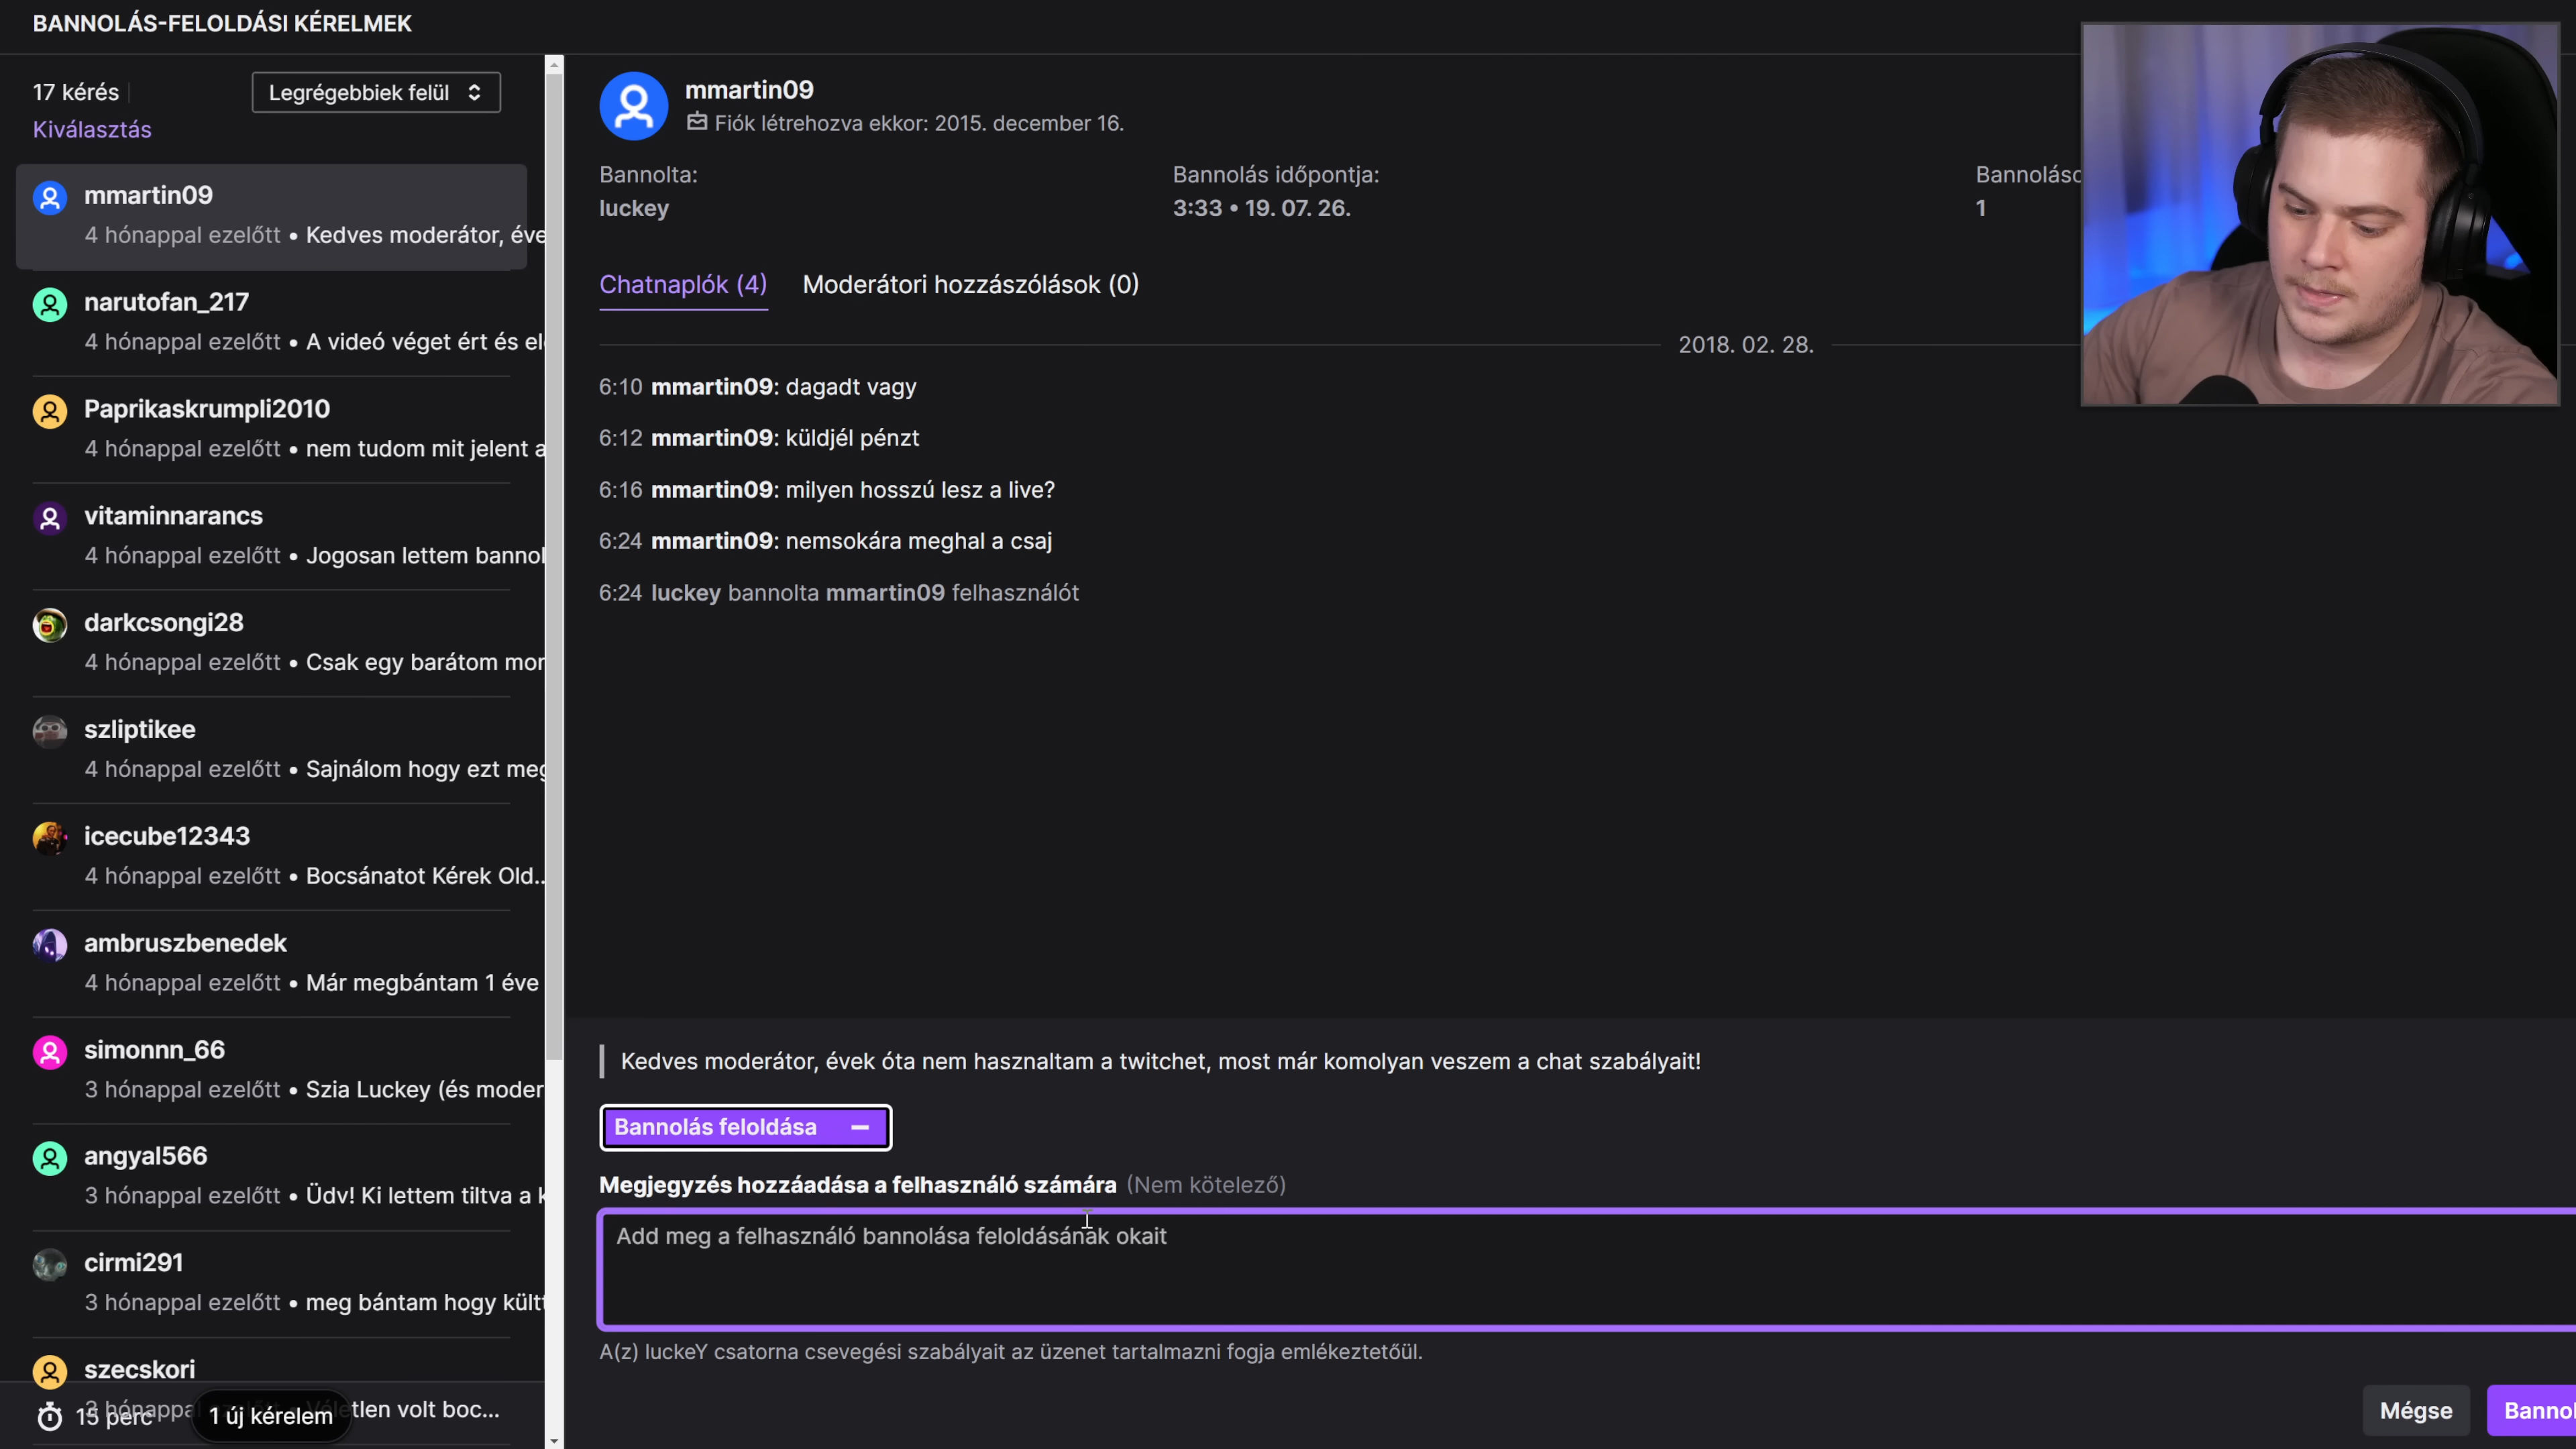 BANNOLÁS-FELOLDÁSI KÉRELMEK
17 kérés
Legrégebbiek felül
Kiválasztás
mmartin09
4 hónappal ezelőtt • Kedves moderátor, éve
narutofan_217
4 hónappal ezelőtt • A videó véget ért és el
Paprikaskrumpli2010
4 hónappal ezelőtt • nem tudom mit jelent a
vitaminnarancs
4 hónappal ezelőtt • Jogosan lettem bannol
darkcsongi28
4 hónappal ezelőtt • Csak egy barátom mor
szliptikee
4 hónappal ezelőtt • Sajnálom hogy ezt meg
icecube12343
4 hónappal ezelőtt • Bocsánatot Kérek Old...
ambruszbenedek
4 hónappal ezelőtt • Már megbántam 1 éve
simonnn_66
3 hónappal ezelőtt • Szia Luckey (és moder
angyal566
3 hónappal ezelőtt • Üdv! Ki lettem tiltva a k
cirmi291
3 hónappal ezelőtt • meg bántam hogy kültt
szecskori
3 hónappal tlen volt boc...
15 perc
1 új kérelem
mmartin09
Fiók létrehozva ekkor: 2015. december 16.
Bannolta:
luckey
Bannolás időpontja:
3:33 • 19. 07. 26.
Bannolásc
1
Chatnaplók (4)
Moderátori hozzászólások (0)
2018. 02. 28.
6:10 mmartin09: dagadt vagy
6:12 mmartin09: küldjél pénzt
6:16 mmartin09: milyen hosszú lesz a live?
6:24 mmartin09: nemsokára meghal a csaj
6:24 luckey bannolta mmartin09 felhasználót
Kedves moderátor, évek óta nem hasznaltam a twitchet, most már komolyan veszem a chat szabályait!
Bannolás feloldása
Megjegyzés hozzáadása a felhasználó számára (Nem kötelező)
Add meg a felhasználó bannolása feloldásának okait
A(z) luckeY csatorna csevegési szabályait az üzenet tartalmazni fogja emlékeztetőül.
Mégse
Bannol